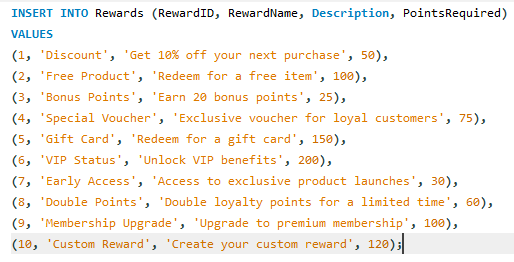 INSERT INTO Rewards (RewardID, RewardName, Description, PointsRequired)
VALUES
(1, 'Discount', 'Get 10% off your next purchase', 50),
(2, 'Free Product', 'Redeem for a free item', 100),
(3, 'Bonus Points', 'Earn 20 bonus points', 25),
(4, 'Special Voucher', 'Exclusive voucher for loyal customers', 75),
(5, 'Gift Card', 'Redeem for a gift card', 150),
(6, 'VIP Status', 'Unlock VIP benefits', 200),
(7, 'Early Access', 'Access to exclusive product launches', 30),
(8, 'Double Points', 'Double loyalty points for a limited time', 60),
(9, 'Membership Upgrade', 'Upgrade to premium membership', 100),
(10, 'Custom Reward', 'Create your custom reward', 120);